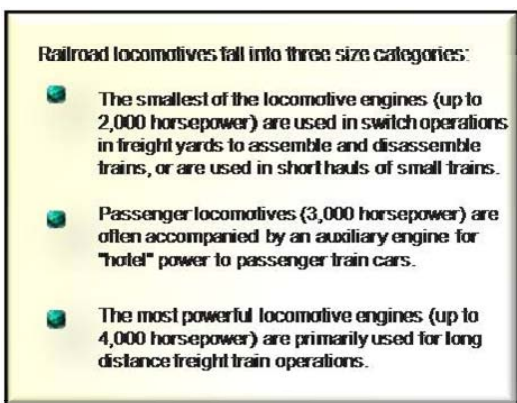 Railroad locomotives fall into three size categories:
The smallest of the locomotive engines (up to
2,000 horsepower) are used in switch operations
in freight yards to assemble and disassemble
trains, or are used in short hauls of small trains.
Passenger locomotives (3,000 horsepower) are
often accompanied by an auxiliary engine for
"hotel" power to passenger train cars.
The most powerful locomotive engines (up to
4,000 horsepower) are primarily used for long
distance freight train operations.